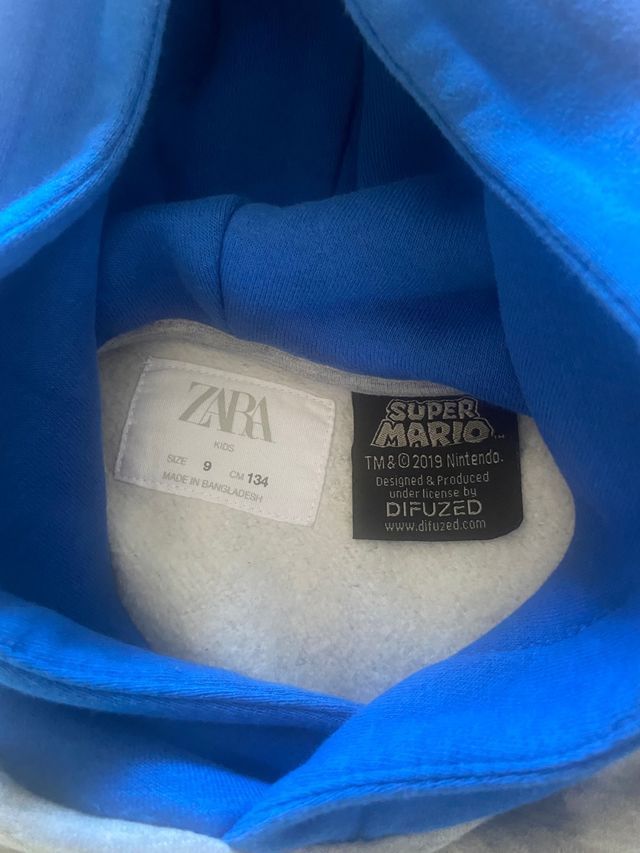 ZARA
KIDS
SIZE 9 CM 134
MADE IN BANGLADESH
SUPER
MARIO™
TM & © 2019 Nintendo.
Designed & Produced
under license by
DIFUZED
www.difuzed.com